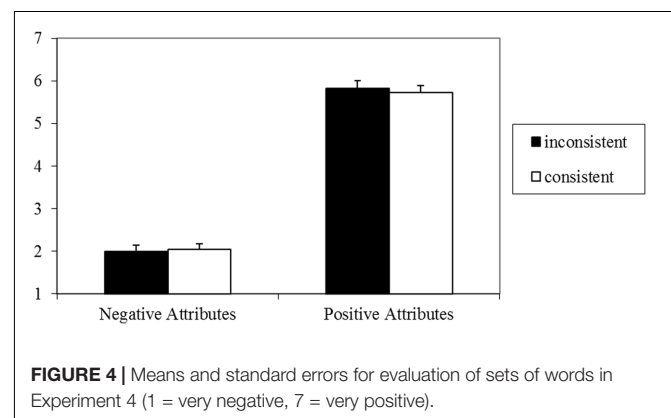 7
6
5
4
3
2
1
Negative Attributes Positive Attributes
■ inconsistent
□ consistent
FIGURE 4 | Means and standard errors for evaluation of sets of words in
Experiment 4 (1 = very negative, 7 = very positive).